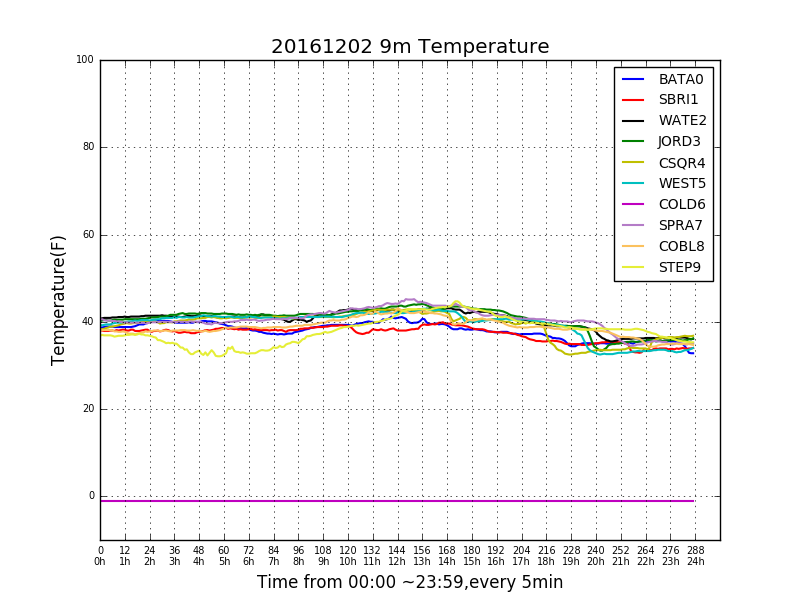 20161202 9m Temperature
100
80
60
40
20
0
Temperature(F)
BATA0
SBRI1
WATE2
JORD3
CSQR4
WEST5
COLD6
SPRA7
COBL8
STEP9
0 12 24 36 48 60 72 84 96 108 120 132 144 156 168 180 192 204 216 228 240 252 264 276 288
0h 1h 2h 3h 4h 5h 6h 7h 8h 9h 10h 11h 12h 13h 14h 15h 16h 17h 18h 19h 20h 21h 22h 23h 24h
Time from 00:00 ~23:59,every 5min